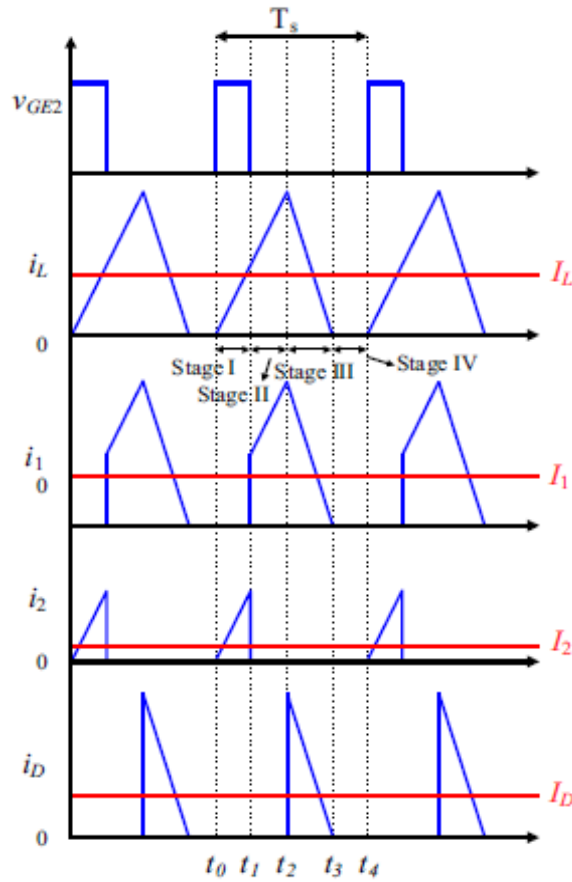 Ts
vGE2
iL
IL
0
Stage I
Stage II
Stage III
Stage IV
i1
0
I1
i2
I2
0
iD
ID
0
t0 t1 t2 t3 t4